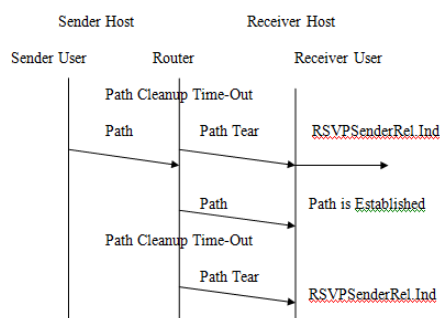 Sender Host Receiver Host
Sender User Router Receiver User
Path Cleanup Time-Out
Path Path Tear RSVPSenderRel.Ind
Path Path is Established
Path Cleanup Time-Out
Path Tear
RSVPSenderRel.Ind